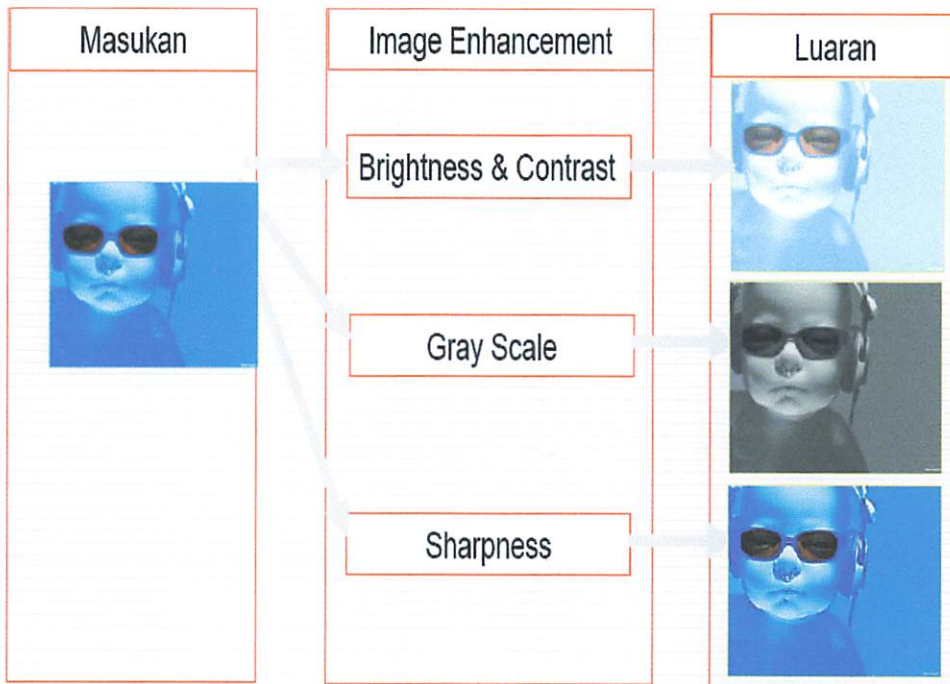 Masukan
Image Enhancement
Luaran
Brightness & Contrast
Gray Scale
Sharpness